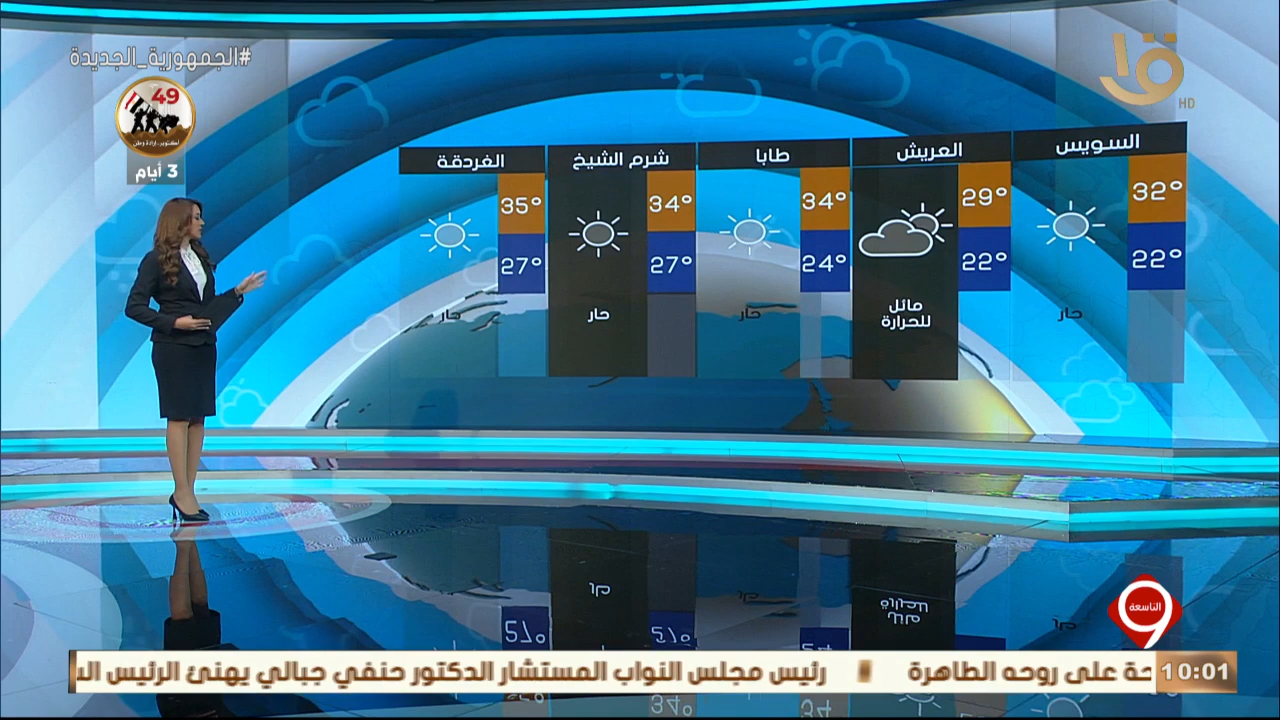 #الجمهورية_الجديدة
49
أكتوبر.. إرادة وطن
3 أيام
HD
السويس
32°
22°
حار
العريش
29°
22°
مائل
للحرارة
طابا
34°
24°
حار
شرم الشيخ
34°
27°
حار
الغردقة
35°
27°
حار
التاسعة
9
10:01
حة على روحه الطاهرة
رئيس مجلس النواب المستشار الدكتور حنفي جبالي يهنئ الرئيس الد